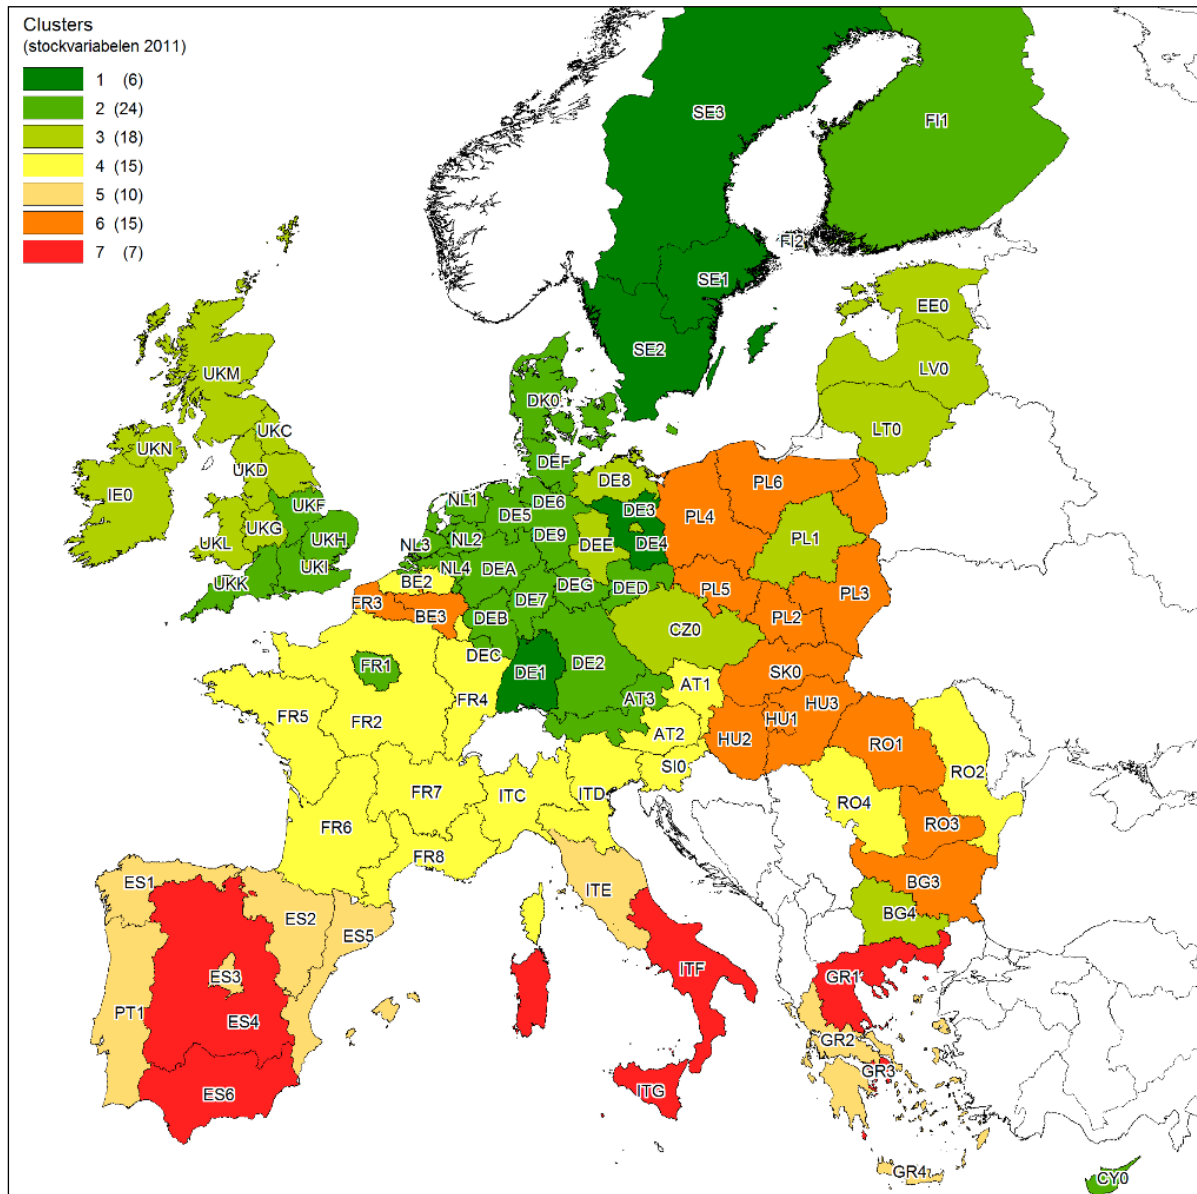 Clusters
(stockvariabelen 2011)
1 (6)
2 (24)
3 (18)
4 (15)
5 (10)
6 (15)
7 (7)
SE3
FI1
FI2
SE1
SE2
EE0
LV0
LT0
UKM
UKC
UKN
UKD
IE0
UKF
UKG
UKL
UKH
UKI
UKK
DK0
DEF
DE8
NL1
DE6
DE5
DE3
NL3
NL2
DE9
DE4
DEE
NL4
DEA
BE2
DEG
DED
DE7
FR3
BE3
DEB
DEC
DE1
DE2
CZ0
PL6
PL4
PL1
PL5
PL2
PL3
SK0
FR1
FR4
FR5
FR2
AT3
AT1
AT2
SI0
HU3
HU1
HU2
RO1
RO2
RO4
RO3
FR7
ITC
ITD
FR6
FR8
BG3
BG4
ITE
ES1
ES2
ES5
ES3
PT1
ES4
ES6
ITF
ITG
GR1
GR2
GR3
GR4
CY0